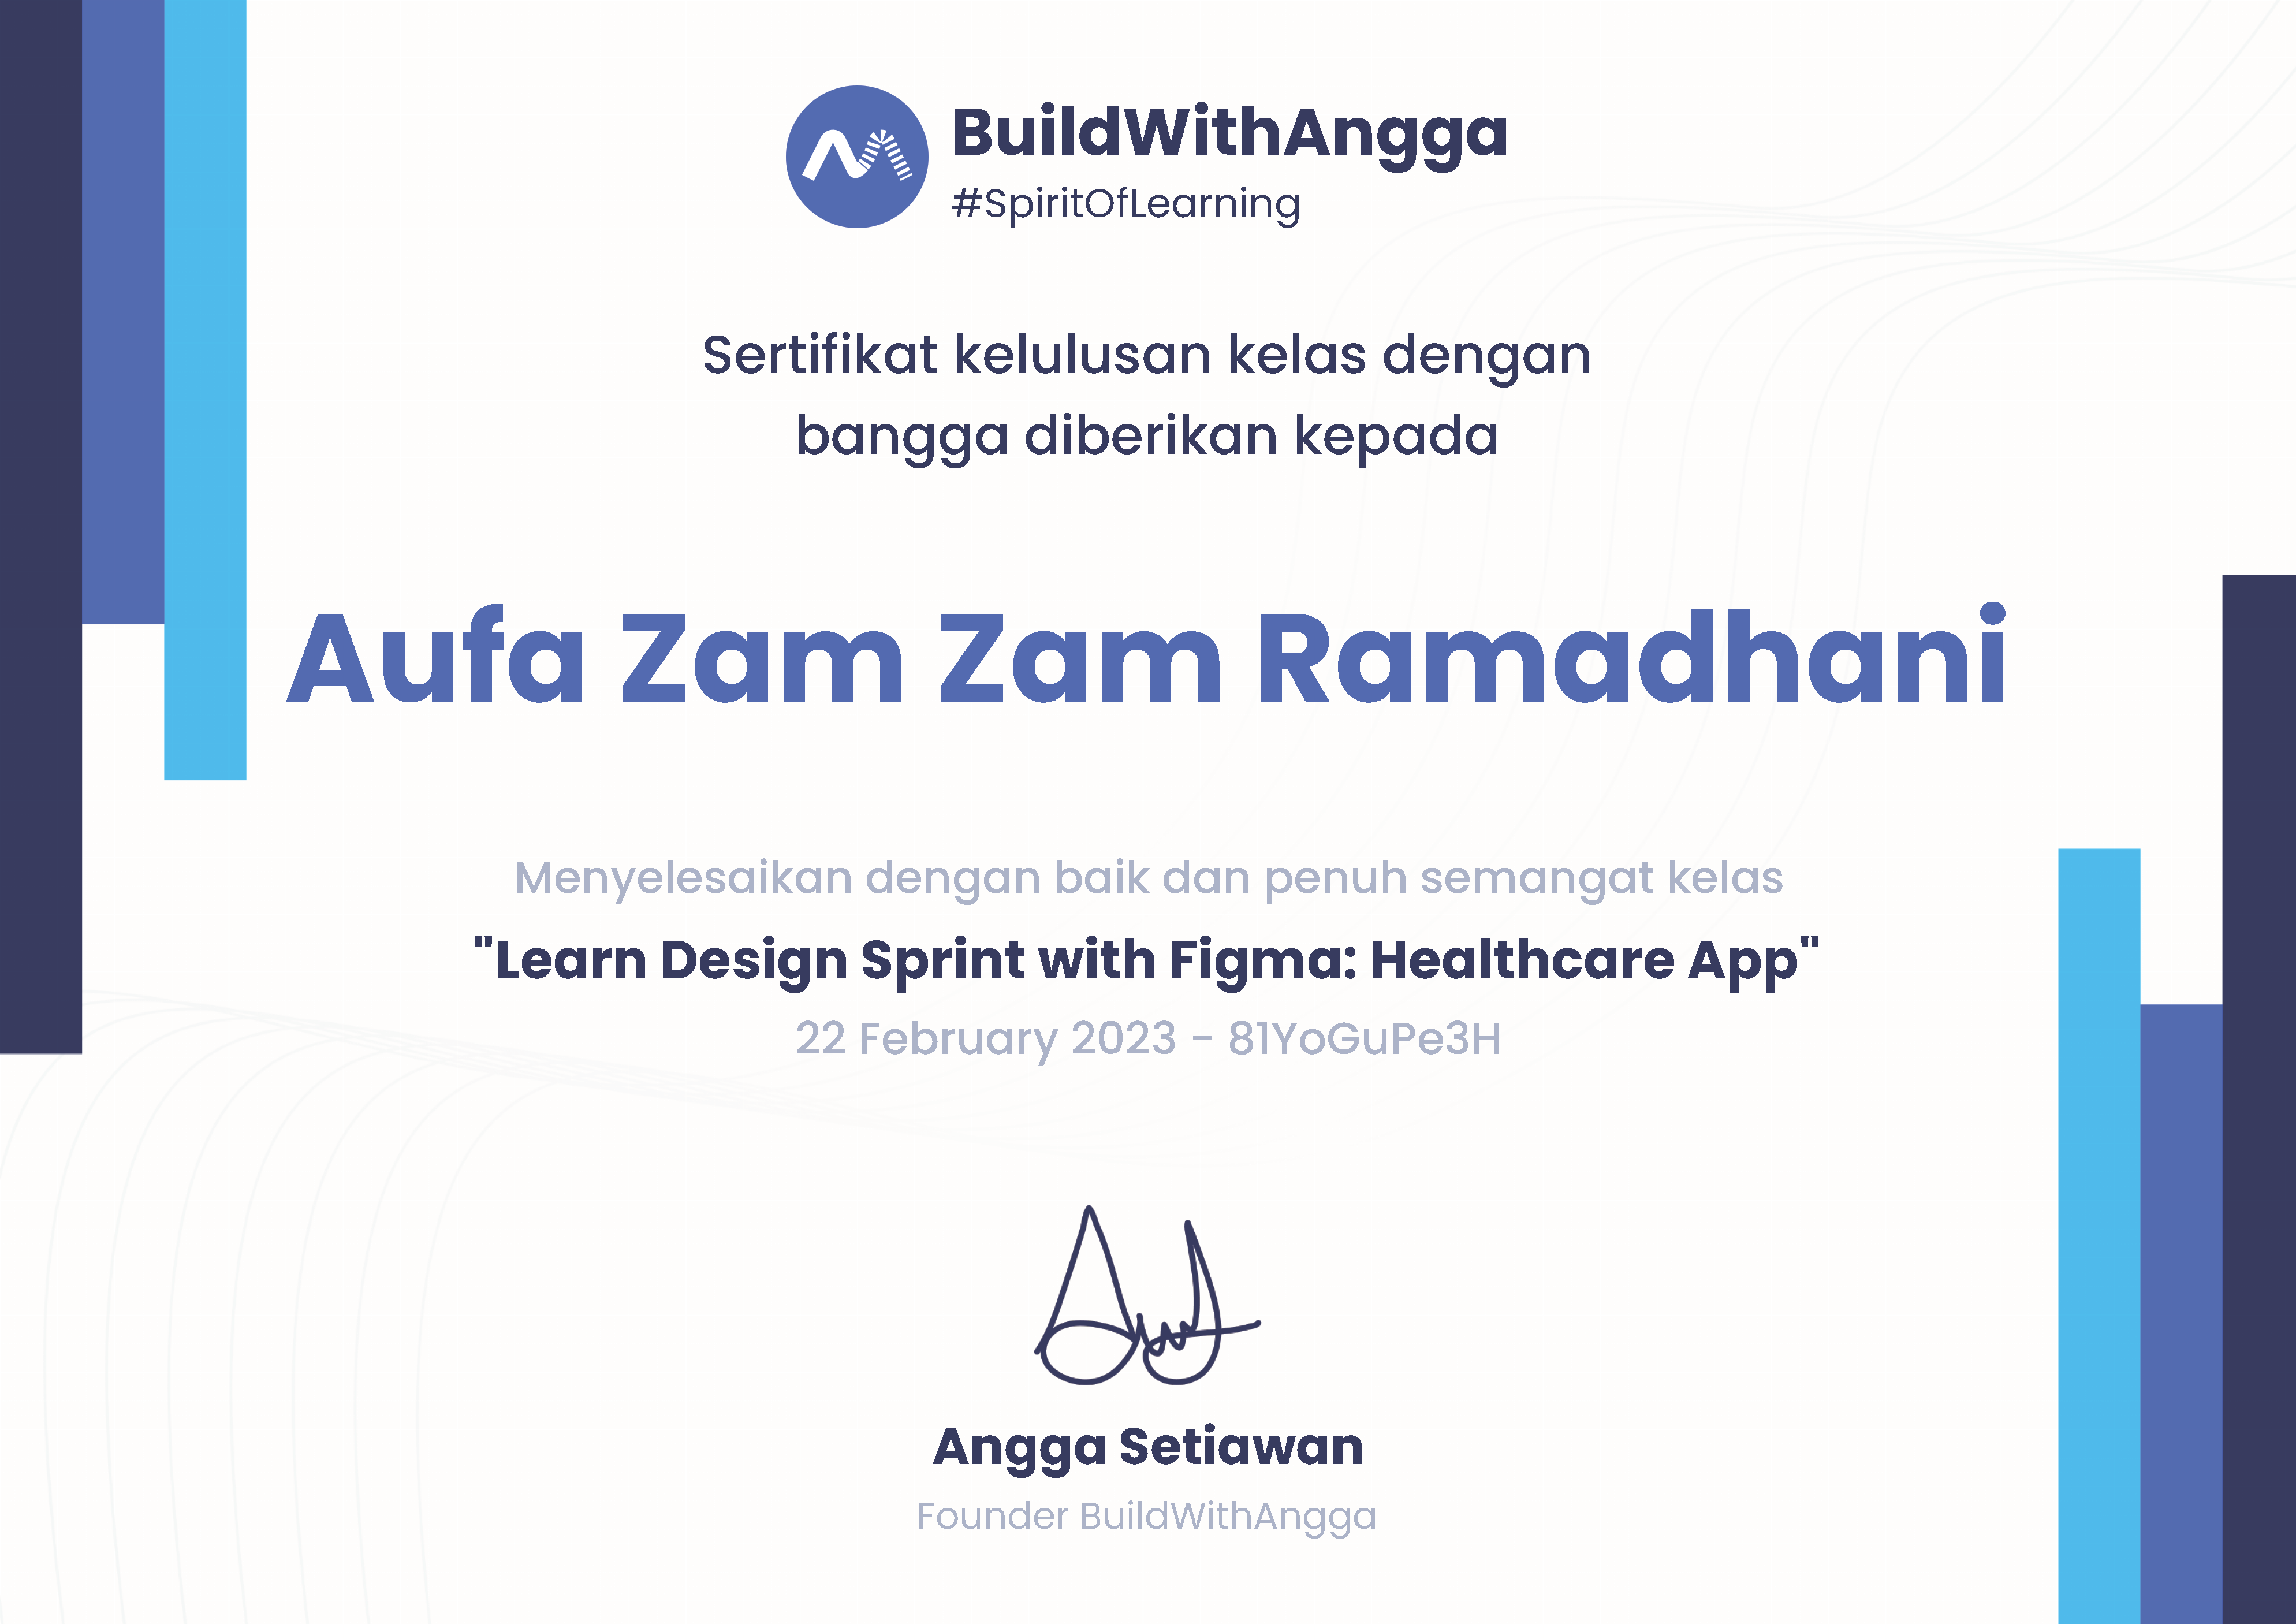 BuildWithAngga
#SpiritOfLearning
Sertifikat kelulusan kelas dengan
bangga diberikan kepada
Aufa Zam Zam Ramadhani
Menyelesaikan dengan baik dan penuh semangat kelas
"Learn Design Sprint with Figma: Healthcare App"
22 February 2023 - 81YoGuPe3H
Angga Setiawan
Founder BuildWithAngga